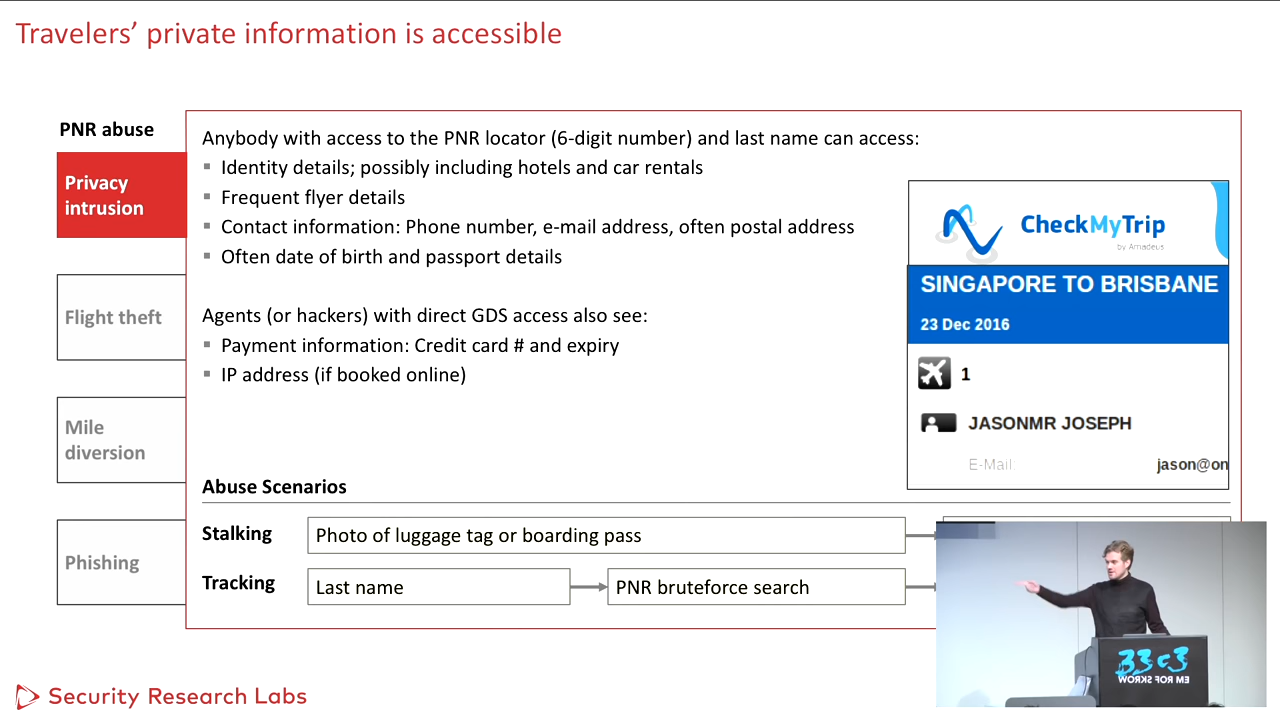 Travelers’ private information is accessible
PNR abuse
Privacy
intrusion
Flight theft
Mile
diversion
Phishing
Anybody with access to the PNR locator (6-digit number) and last name can access:
Identity details; possibly including hotels and car rentals
Frequent flyer details
Contact information: Phone number, e-mail address, often postal address
Often date of birth and passport details
Agents (or hackers) with direct GDS access also see:
Payment information: Credit card # and expiry
IP address (if booked online)
CheckMyTrip
by Amadeus
SINGAPORE TO BRISBANE
23 Dec 2016
1
JASONMR JOSEPH
E-Mail: jason@on
Abuse Scenarios
Stalking
Photo of luggage tag or boarding pass
Tracking
Last name
PNR bruteforce search
33c3
WORKS FOR ME
Security Research Labs